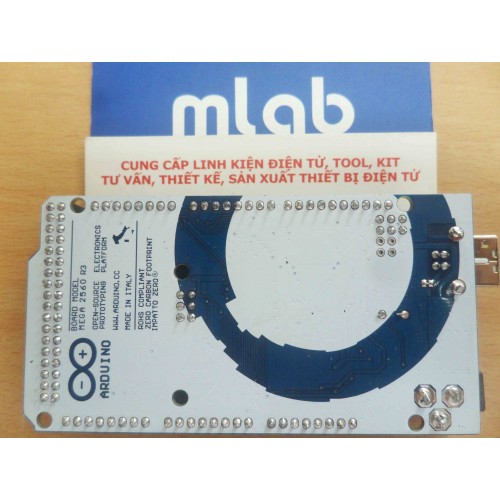 mlab
CUNG CẤP LINH KIỆN ĐIỆN TỬ, TOOL, KIT
TƯ VẤN, THIẾT KẾ, SẢN XUẤT THIẾT BỊ ĐIỆN TỬ
ARDUINO
BOARD MODEL
MEGA 2560 R3
OPEN-SOURCE ELECTRONICS
PROTOTYPING PLATFORM
WWW.ARDUINO.CC
MADE IN ITALY
ROHS COMPLIANT
ZERO CARBON FOOTPRINT
IMPATTO ZERO®